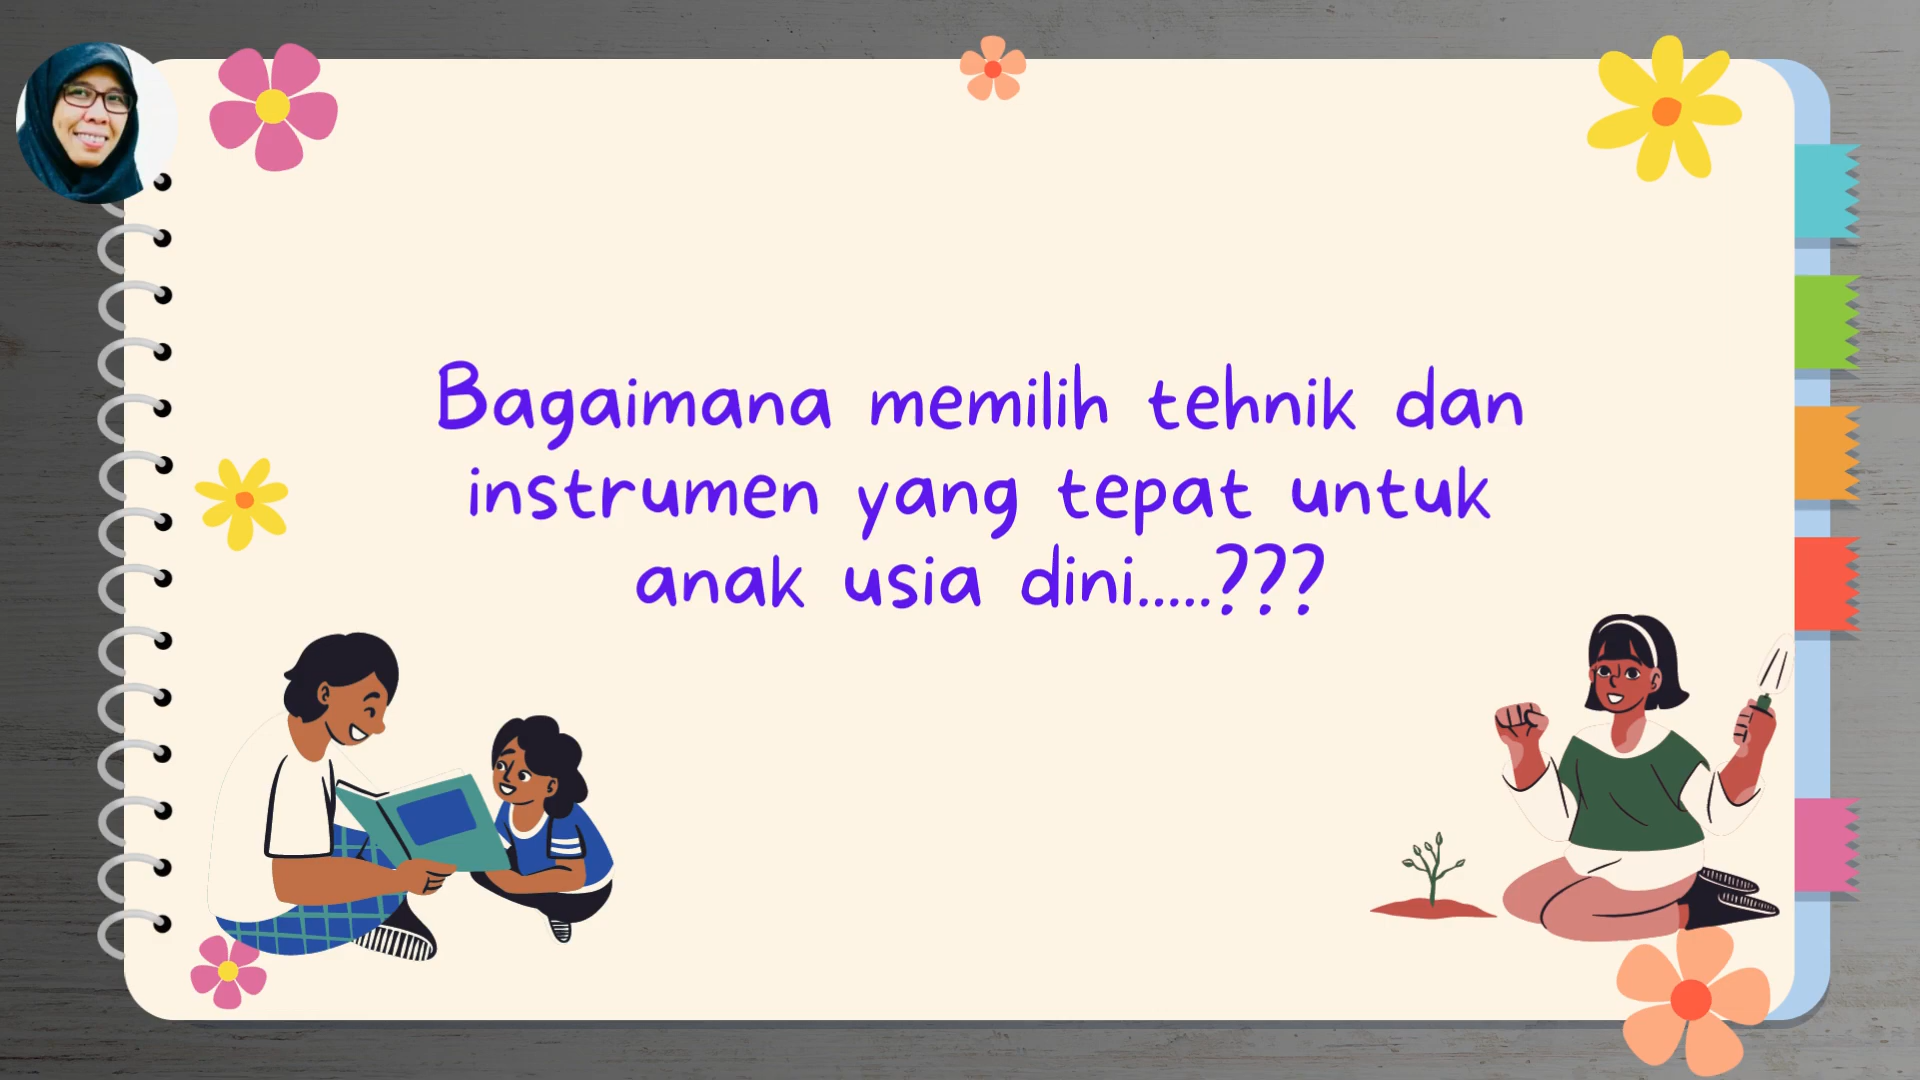 Bagaimana memilih tehnik dan
instrumen yang tepat untuk
anak usia dini.....???